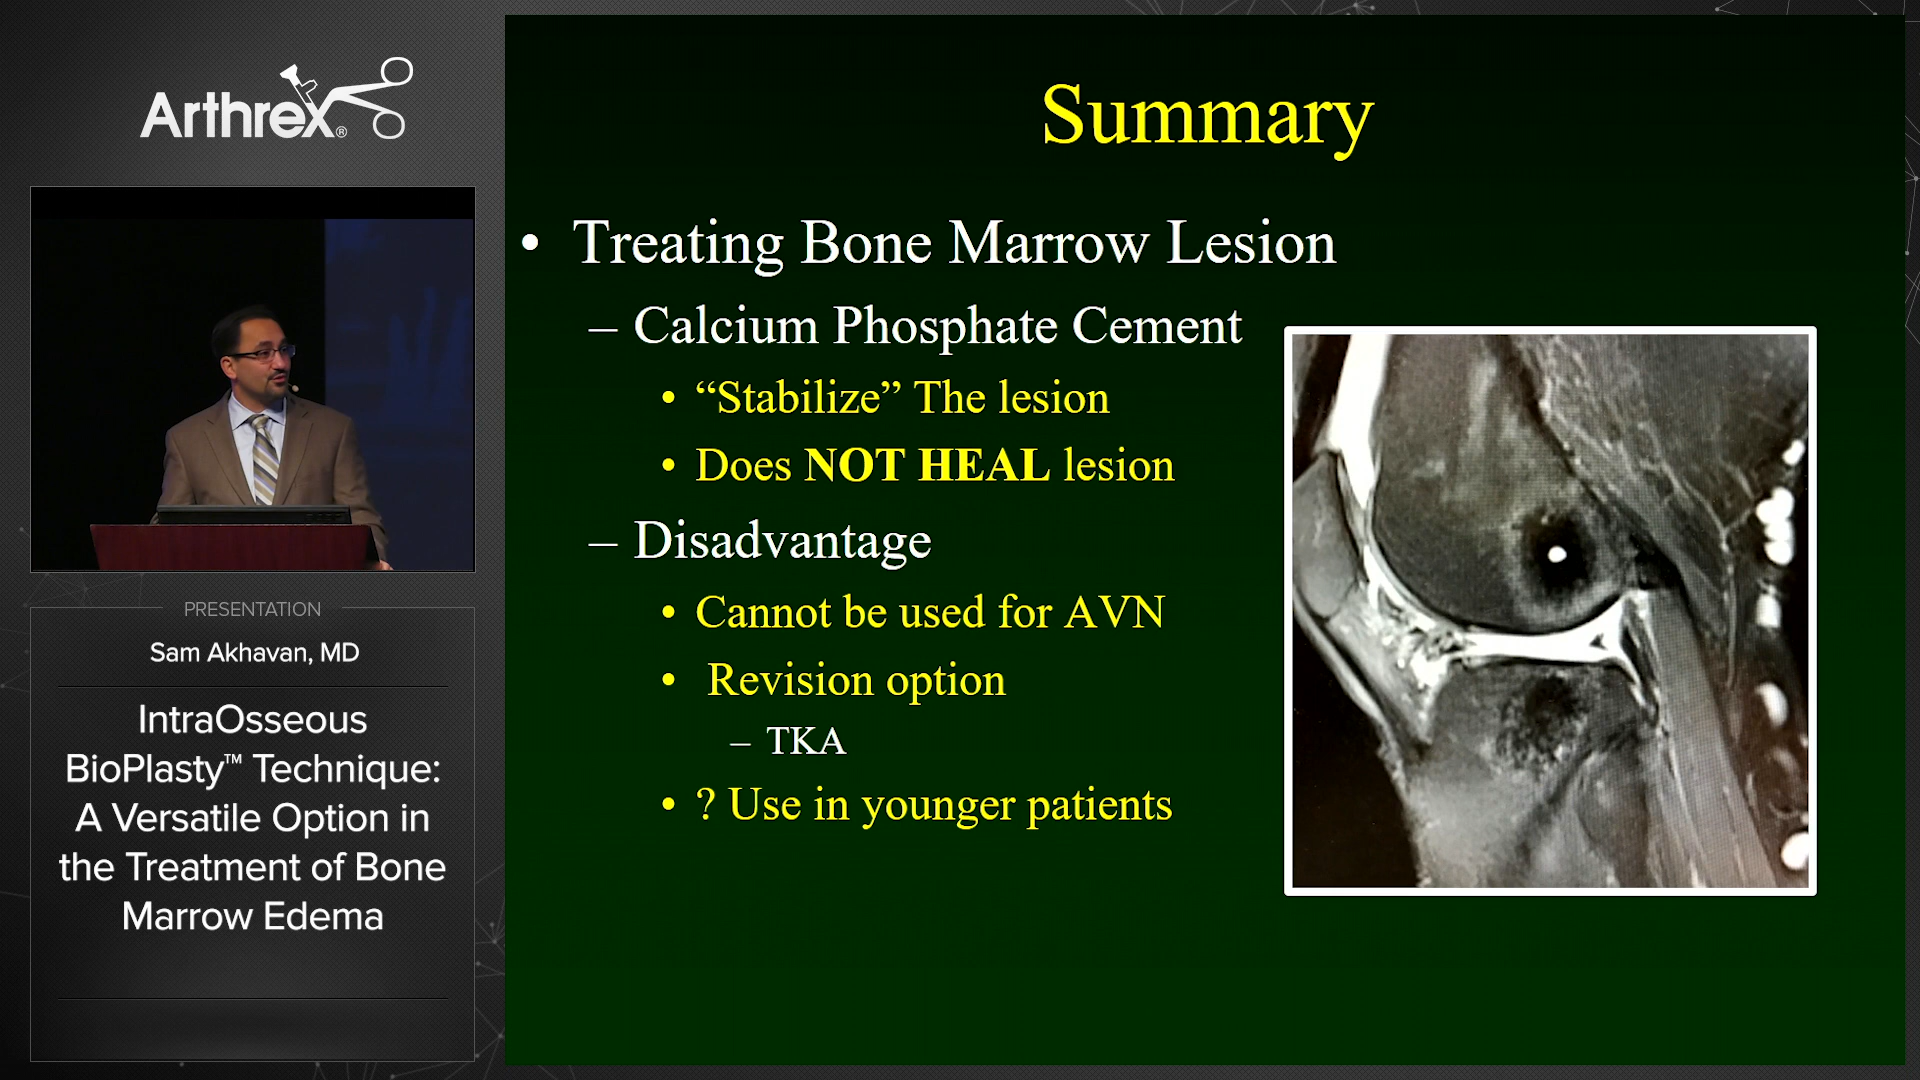 Arthrex®
PRESENTATION
Sam Akhavan, MD
IntraOsseous
BioPlasty™ Technique:
A Versatile Option in
the Treatment of Bone
Marrow Edema
Summary
• Treating Bone Marrow Lesion
– Calcium Phosphate Cement
• “Stabilize” The lesion
• Does NOT HEAL lesion
– Disadvantage
• Cannot be used for AVN
• Revision option
– TKA
• ? Use in younger patients